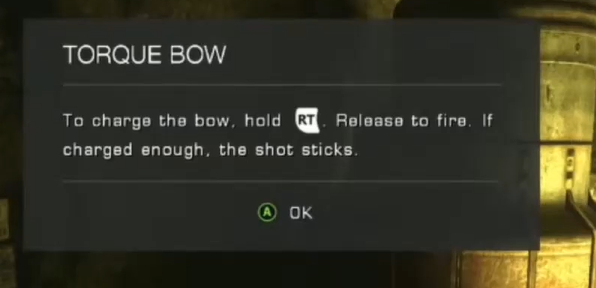 TORQUE BOW
To charge the bow, hold RT. Release to fire. If
charged enough, the shot sticks.
A OK